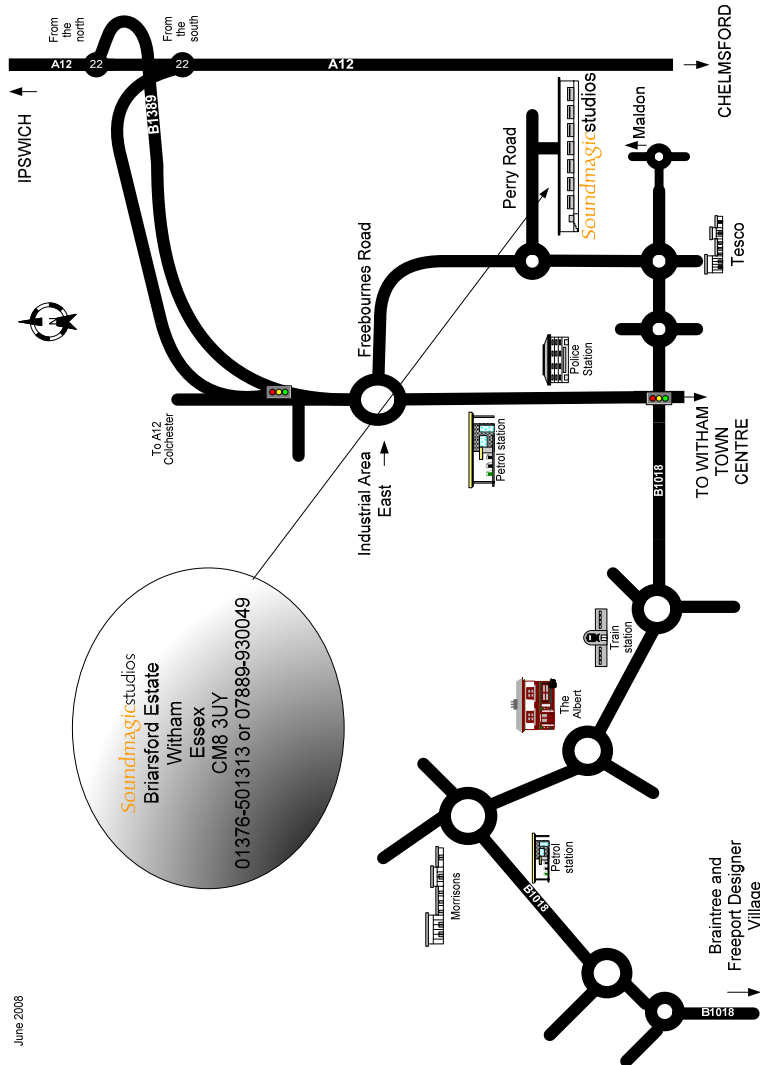 June 2008
Soundmagicstudios
Briarsford Estate
Witham
Essex
CM8 3UY
01376-501313 or 07889-930049
IPSWICH
From
the
north
From
the
south
A12
22
22
A12
CHELMSFORD
B1389
N
To A12
Colchester
Industrial Area
East
Freebournes Road
Perry Road
Soundmagicstudios
Maldon
Tesco
Police
Station
Petrol station
TO WITHAM
TOWN
CENTRE
B1018
Train
station
The
Albert
Morrisons
Petrol
station
B1018
Braintree and
Freeport Designer
Village
B1018